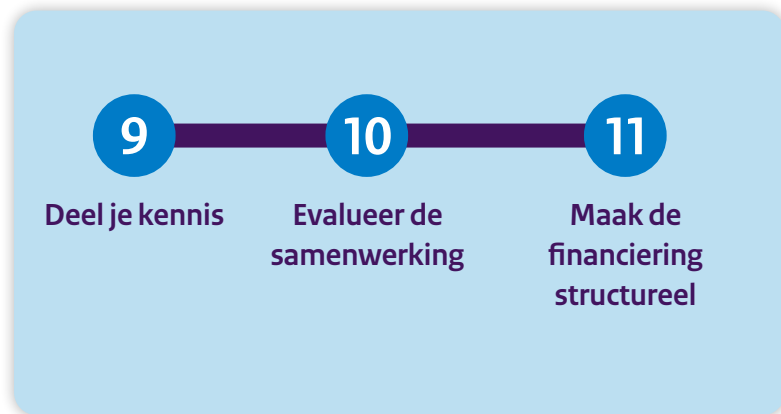 9
10
11
Deel je kennis
Evalueer de
samenwerking
Maak de
financiering
structureel